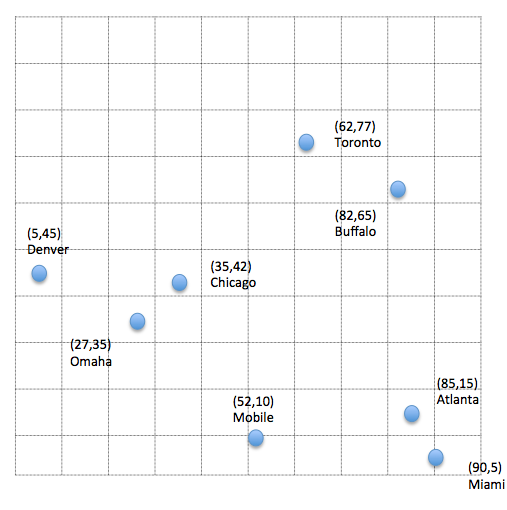 (62,77)
Toronto
(82,65)
Buffalo
(5,45)
Denver
(35,42)
Chicago
(27,35)
Omaha
(85,15)
Atlanta
(52,10)
Mobile
(90,5)
Miami